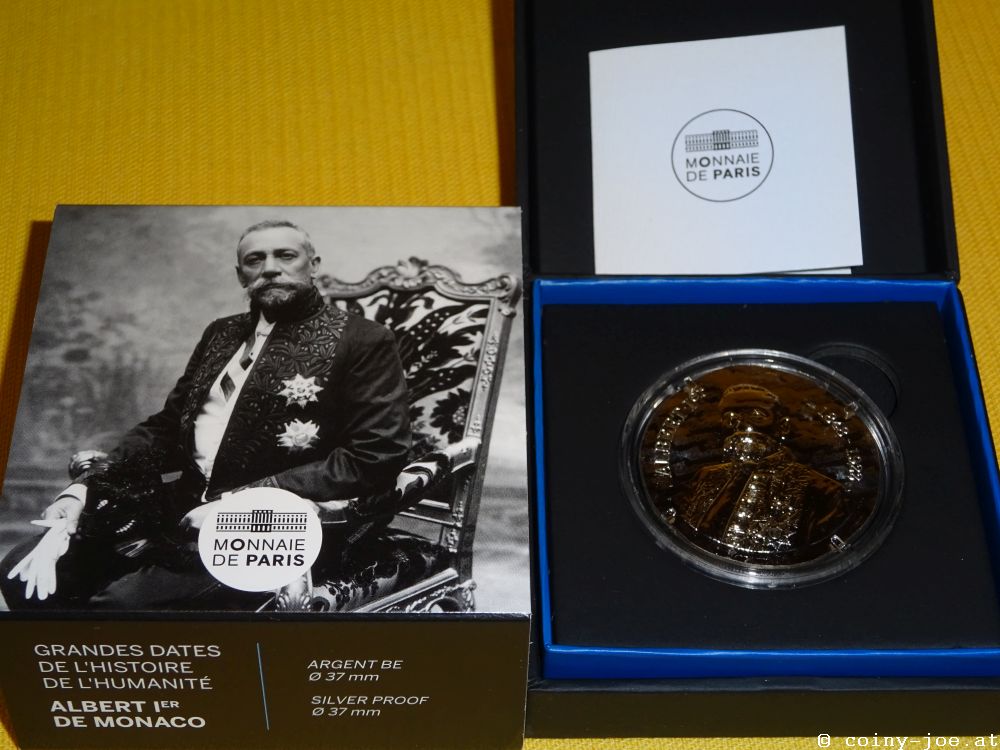 MONNAIE
DE PARIS
MONNAIE
DE PARIS
GRANDES DATES
DE L'HISTOIRE
DE L'HUMANITÉ
ALBERT IER
DE MONACO
ARGENT BE
Ø 37 mm
SILVER PROOF
Ø 37 mm
© coiny-joe.at